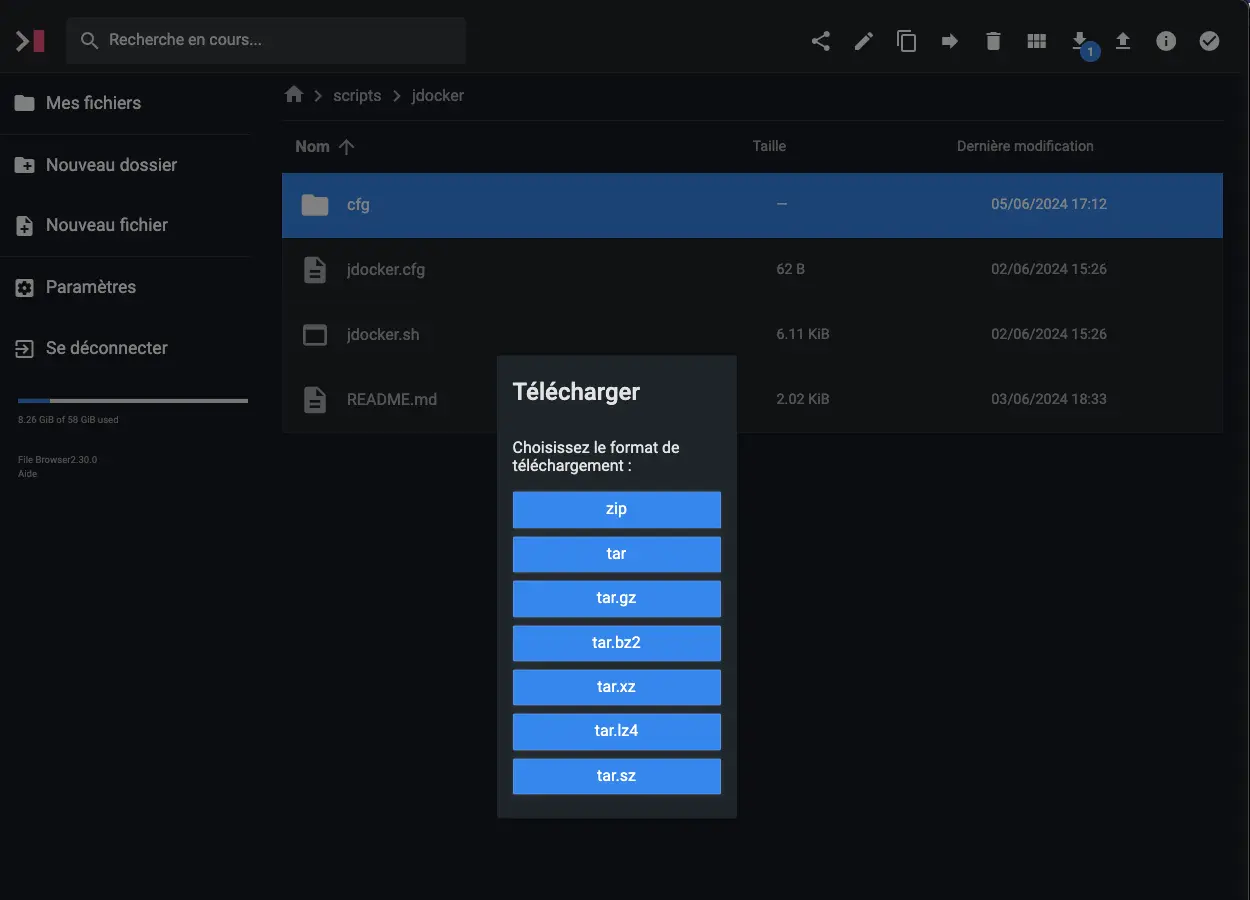 Recherche en cours...
1
Mes fichiers
Nouveau dossier
Nouveau fichier
Paramètres
Se déconnecter
8.26 GiB of 58 GiB used
File Browser2.30.0
Aide
scripts
jdocker
Nom Taille Dernière modification
cfg — 05/06/2024 17:12
jdocker.cfg 62 B 02/06/2024 15:26
jdocker.sh 6.11 KiB 02/06/2024 15:26
README.md 2.02 KiB 03/06/2024 18:33
Télécharger
Choisissez le format de
téléchargement :
zip
tar
tar.gz
tar.bz2
tar.xz
tar.lz4
tar.sz